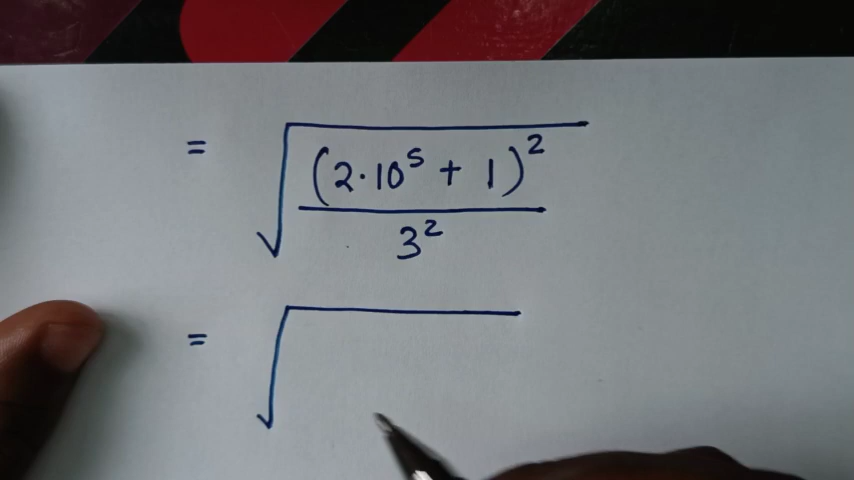 = √((2·10⁵ + 1)² / 3²)
= √